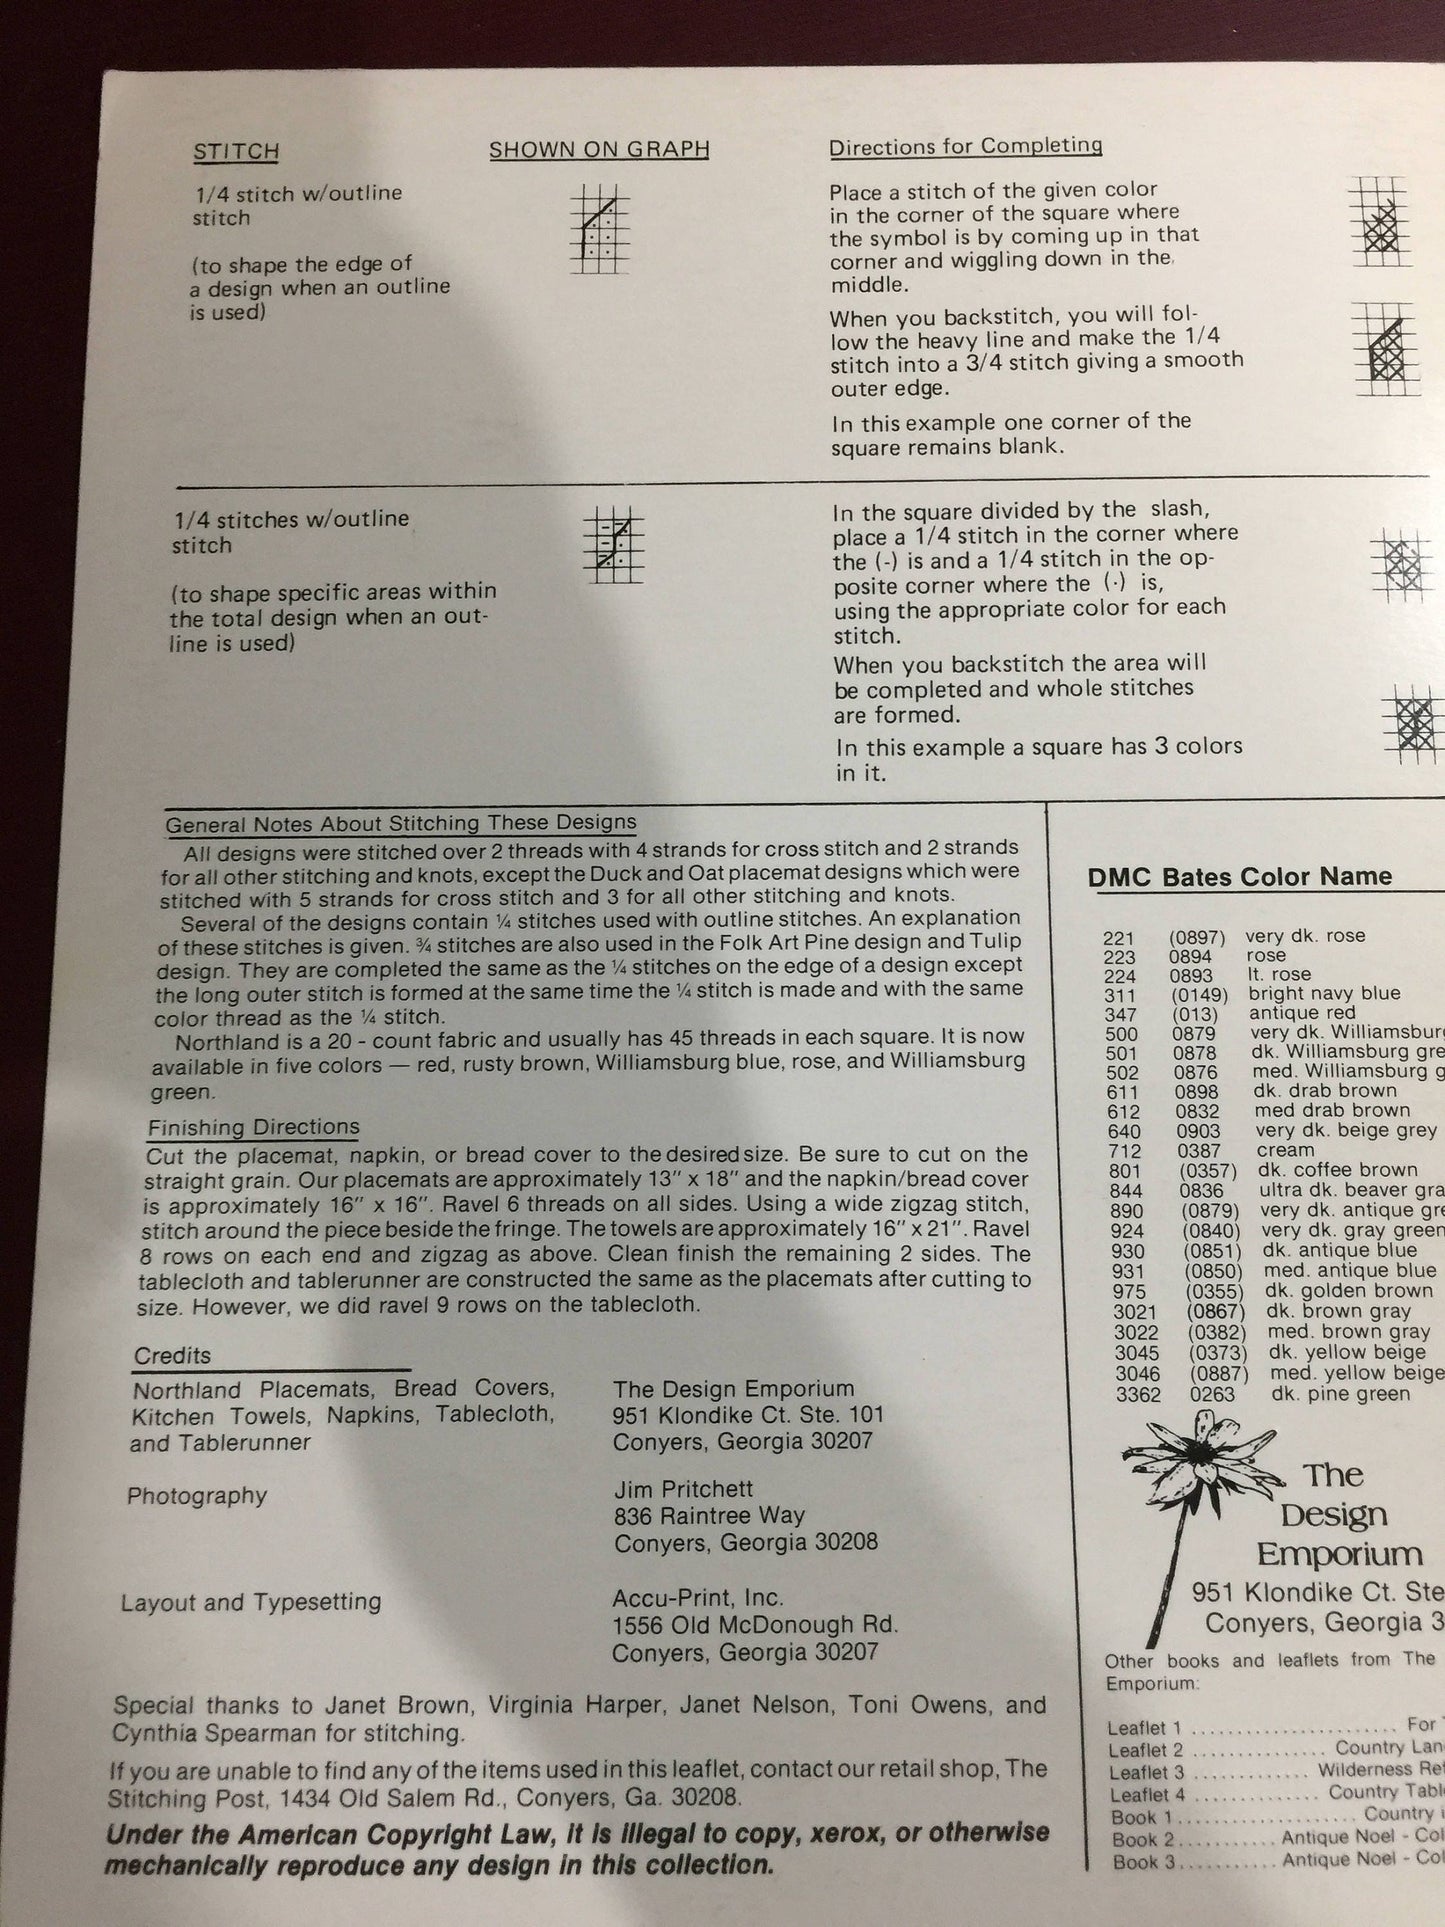 STITCH
SHOWN ON GRAPH
Directions for Completing
1/4 stitch w/outline
stitch
(to shape the edge of
a design when an outline
is used)
Place a stitch of the given color
in the corner of the square where
the symbol is by coming up in that
corner and wiggling down in the
middle.
When you backstitch, you will fol-
low the heavy line and make the 1/4
stitch into a 3/4 stitch giving a smooth
outer edge.
In this example one corner of the
square remains blank.
1/4 stitches w/outline
stitch
(to shape specific areas within
the total design when an out-
line is used)
In the square divided by the slash,
place a 1/4 stitch in the corner where
the (-) is and a 1/4 stitch in the op-
posite corner where the (·) is,
using the appropriate color for each
stitch.
When you backstitch the area will
be completed and whole stitches
are formed.
In this example a square has 3 colors
in it.
General Notes About Stitching These Designs
All designs were stitched over 2 threads with 4 strands for cross stitch and 2 strands
for all other stitching and knots, except the Duck and Oat placemat designs which were
stitched with 5 strands for cross stitch and 3 for all other stitching and knots.
Several of the designs contain ¼ stitches used with outline stitches. An explanation
of these stitches is given. ¾ stitches are also used in the Folk Art Pine design and Tulip
design. They are completed the same as the ¼ stitches on the edge of a design except
the long outer stitch is formed at the same time the ¼ stitch is made and with the same
color thread as the ¼ stitch.
Northland is a 20 - count fabric and usually has 45 threads in each square. It is now
available in five colors — red, rusty brown, Williamsburg blue, rose, and Williamsburg
green.
Finishing Directions
Cut the placemat, napkin, or bread cover to the desired size. Be sure to cut on the
straight grain. Our placemats are approximately 13" x 18" and the napkin/bread cover
is approximately 16" x 16". Ravel 6 threads on all sides. Using a wide zigzag stitch,
stitch around the piece beside the fringe. The towels are approximately 16" x 21". Ravel
8 rows on each end and zigzag as above. Clean finish the remaining 2 sides. The
tablecloth and tablerunner are constructed the same as the placemats after cutting to
size. However, we did ravel 9 rows on the tablecloth.
Credits
Northland Placemats, Bread Covers,
Kitchen Towels, Napkins, Tablecloth,
and Tablerunner
The Design Emporium
951 Klondike Ct. Ste. 101
Conyers, Georgia 30207
Photography
Jim Pritchett
836 Raintree Way
Conyers, Georgia 30208
Layout and Typesetting
Accu-Print, Inc.
1556 Old McDonough Rd.
Conyers, Georgia 30207
Special thanks to Janet Brown, Virginia Harper, Janet Nelson, Toni Owens, and
Cynthia Spearman for stitching.
If you are unable to find any of the items used in this leaflet, contact our retail shop, The
Stitching Post, 1434 Old Salem Rd., Conyers, Ga. 30208.
Under the American Copyright Law, it is illegal to copy, xerox, or otherwise
mechanically reproduce any design in this collection.
DMC Bates Color Name
221 (0897) very dk. rose
223 0894 rose
224 0893 lt. rose
311 (0149) bright navy blue
347 (013) antique red
500 0879 very dk. Williamsburg
501 0878 dk. Williamsburg gre
502 0876 med. Williamsburg g
611 0898 dk. drab brown
612 0832 med drab brown
640 0903 very dk. beige grey
712 0387 cream
801 (0357) dk. coffee brown
844 0836 ultra dk. beaver gra
890 (0879) very dk. antique gre
924 (0840) very dk. gray green
930 (0851) dk. antique blue
931 (0850) med. antique blue
975 (0355) dk. golden brown
3021 (0867) dk. brown gray
3022 (0382) med. brown gray
3045 (0373) dk. yellow beige
3046 (0887) med. yellow beige
3362 0263 dk. pine green
The
Design
Emporium
951 Klondike Ct. Ste
Conyers, Georgia 3
Other books and leaflets from The
Emporium:
Leaflet 1 ...................... For
Leaflet 2 ............... Country Lan
Leaflet 3 ............. Wilderness Ret
Leaflet 4 .............. Country Tabl
Book 1 .................... Country
Book 2 ........... Antique Noel - Col
Book 3 ........... Antique Noel - Col